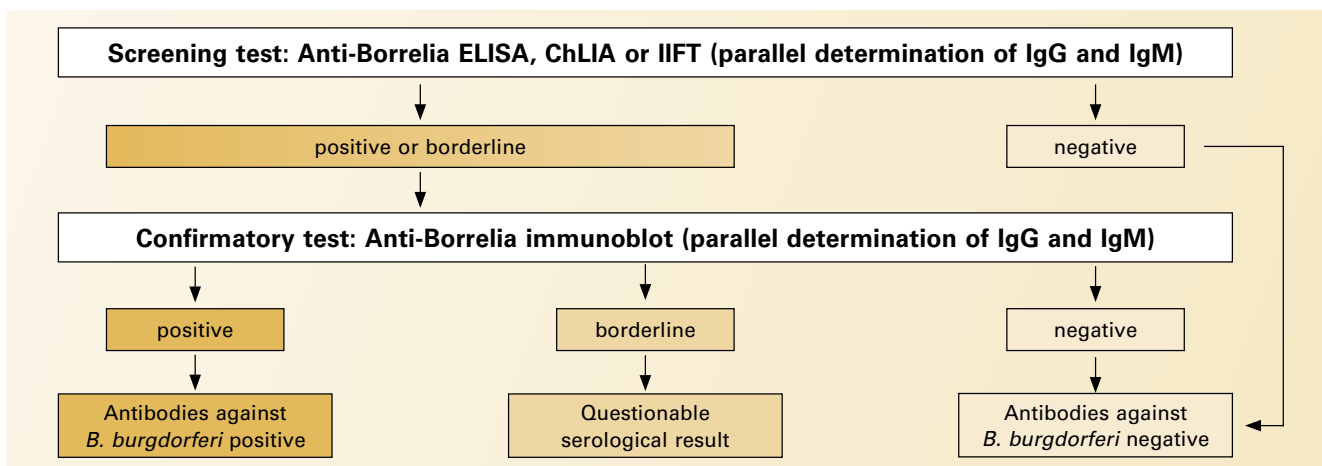 Screening test: Anti-Borrelia ELISA, ChLIA or IIFT (parallel determination of IgG and IgM)
positive or borderline
negative
Confirmatory test: Anti-Borrelia immunoblot (parallel determination of IgG and IgM)
positive
borderline
negative
Antibodies against
B. burgdorferi positive
Questionable
serological result
Antibodies against
B. burgdorferi negative